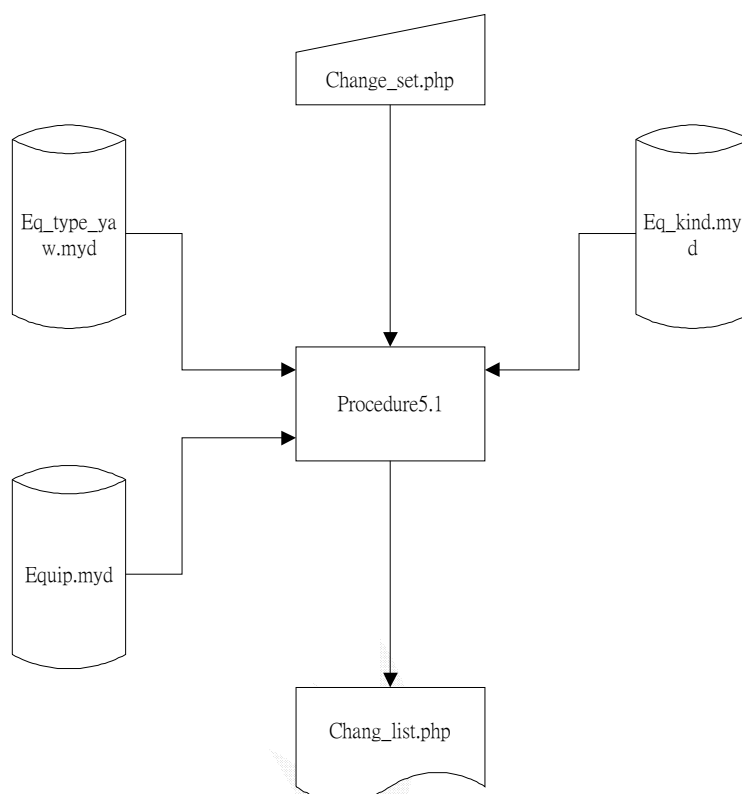 Change_set.php
Eq_type_ya
w.myd
Eq_kind.my
d
Procedure5.1
Equip.myd
Chang_list.php